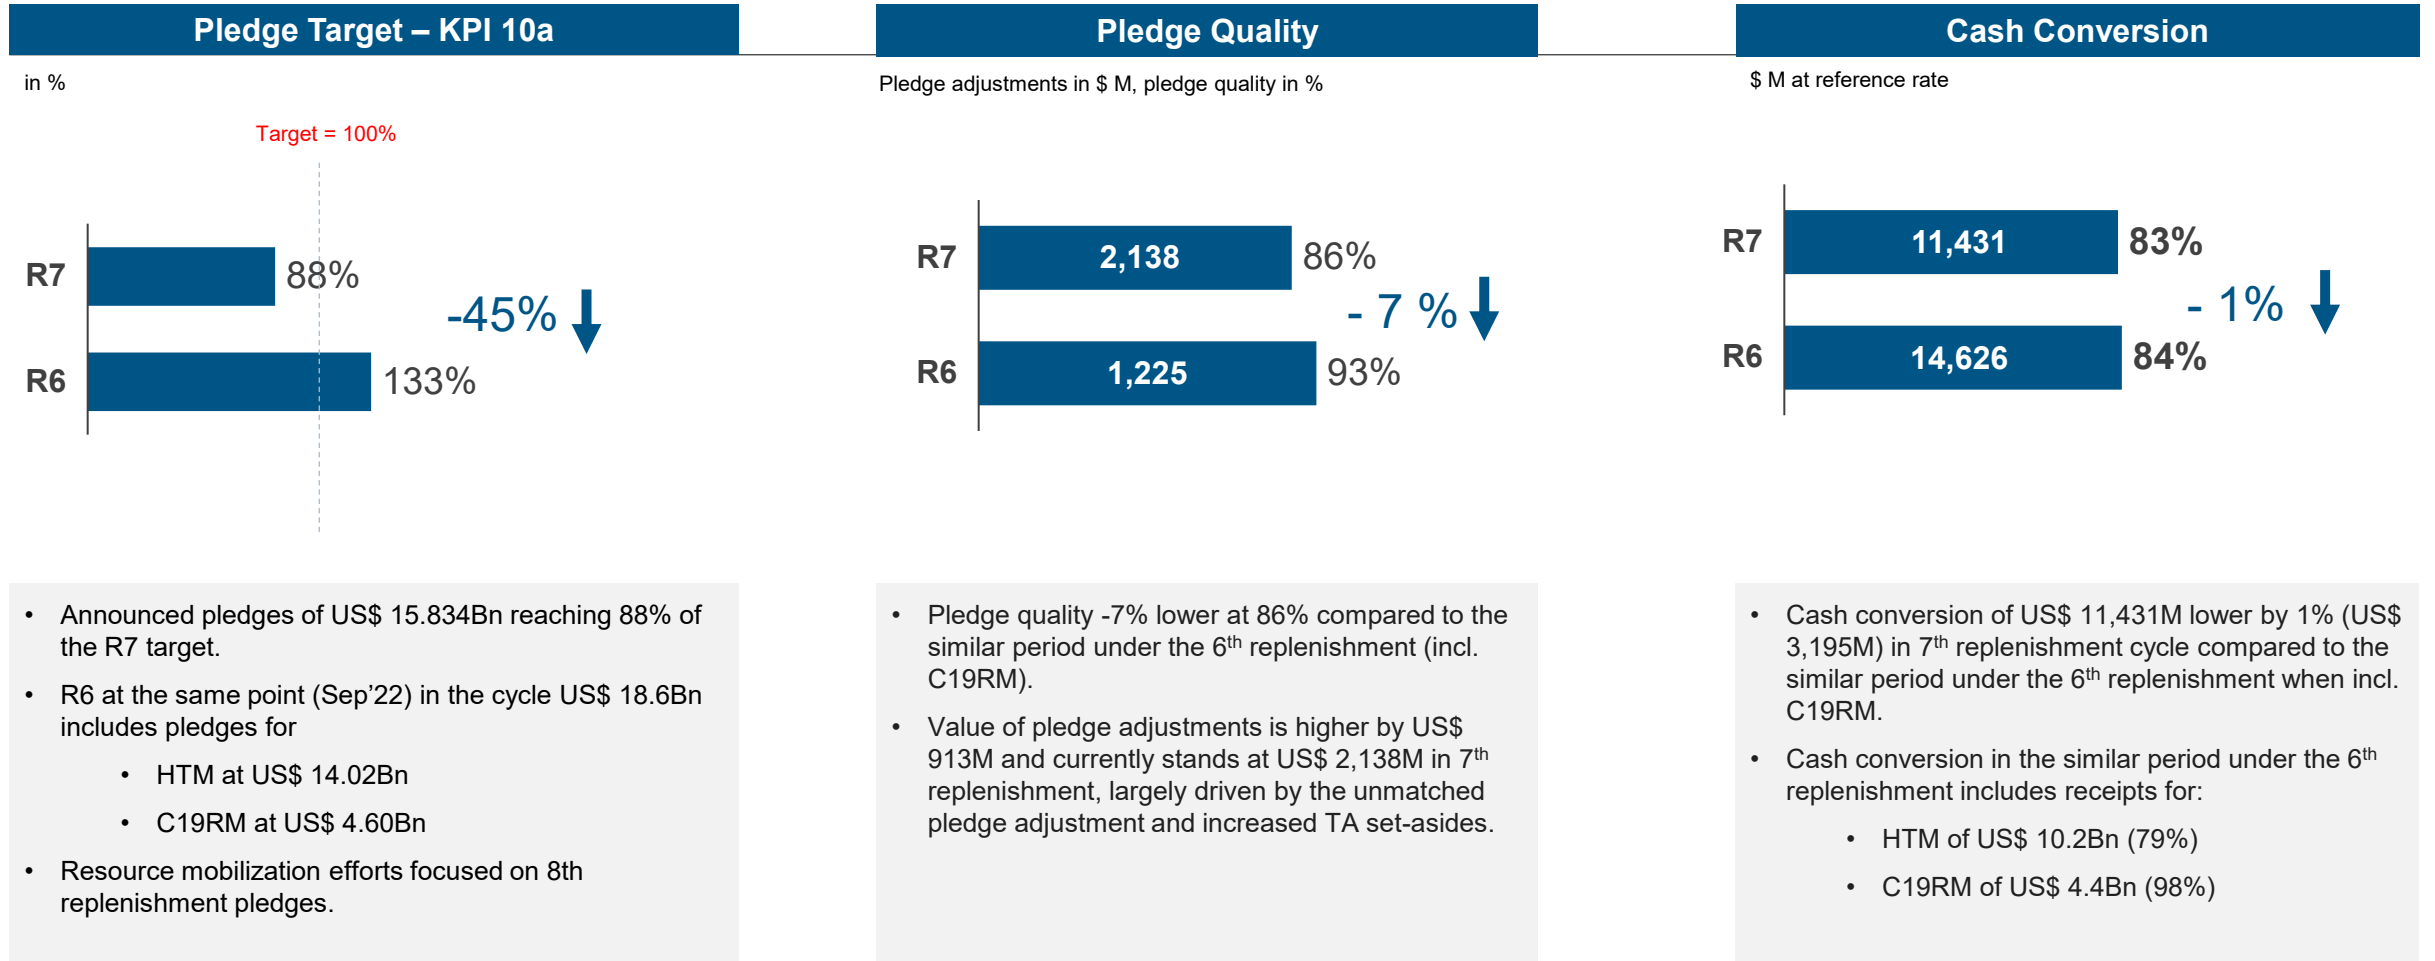 Pledge Target – KPI 10a
in %
Target = 100%
R7
88%
-45%
R6
133%
• Announced pledges of US$ 15.834Bn reaching 88% of
the R7 target.
• R6 at the same point (Sep’22) in the cycle US$ 18.6Bn
includes pledges for
• HTM at US$ 14.02Bn
• C19RM at US$ 4.60Bn
• Resource mobilization efforts focused on 8th
replenishment pledges.
Pledge Quality
Pledge adjustments in $ M, pledge quality in %
R7
2,138
86%
- 7 %
R6
1,225
93%
• Pledge quality -7% lower at 86% compared to the
similar period under the 6th replenishment (incl.
C19RM).
• Value of pledge adjustments is higher by US$
913M and currently stands at US$ 2,138M in 7th
replenishment, largely driven by the unmatched
pledge adjustment and increased TA set-asides.
Cash Conversion
$ M at reference rate
R7
11,431
83%
- 1%
R6
14,626
84%
• Cash conversion of US$ 11,431M lower by 1% (US$
3,195M) in 7th replenishment cycle compared to the
similar period under the 6th replenishment when incl.
C19RM.
• Cash conversion in the similar period under the 6th
replenishment includes receipts for:
• HTM of US$ 10.2Bn (79%)
• C19RM of US$ 4.4Bn (98%)